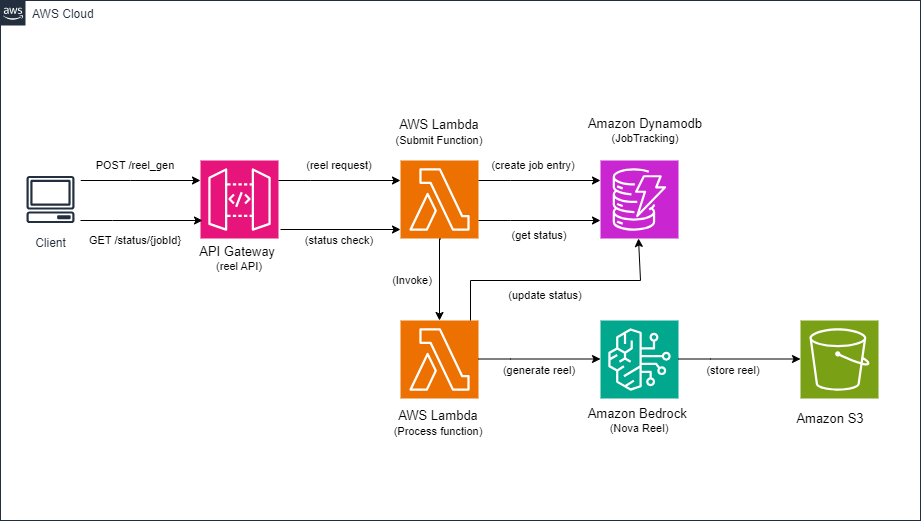 aws
AWS Cloud
AWS Lambda
(Submit Function)
Amazon Dynamodb
(JobTracking)
POST /reel_gen
(reel request)
(create job entry)
</>
GET /status/{jobId}
(status check)
(get status)
Client
API Gateway
(reel API)
(Invoke)
(update status)
(generate reel)
(store reel)
AWS Lambda
(Process function)
Amazon Bedrock
(Nova Reel)
Amazon S3